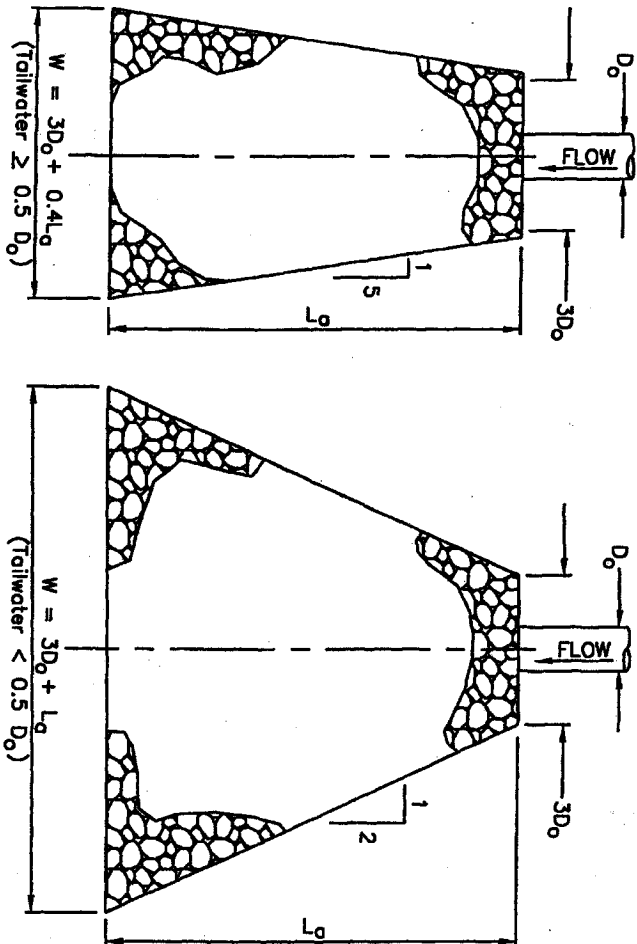 D₀
FLOW
3D₀
1
5
Lₐ
W = 3D₀ + 0.4Lₐ
(Tailwater ≥ 0.5 D₀)
D₀
FLOW
3D₀
1
2
Lₐ
W = 3D₀ + Lₐ
(Tailwater < 0.5 D₀)